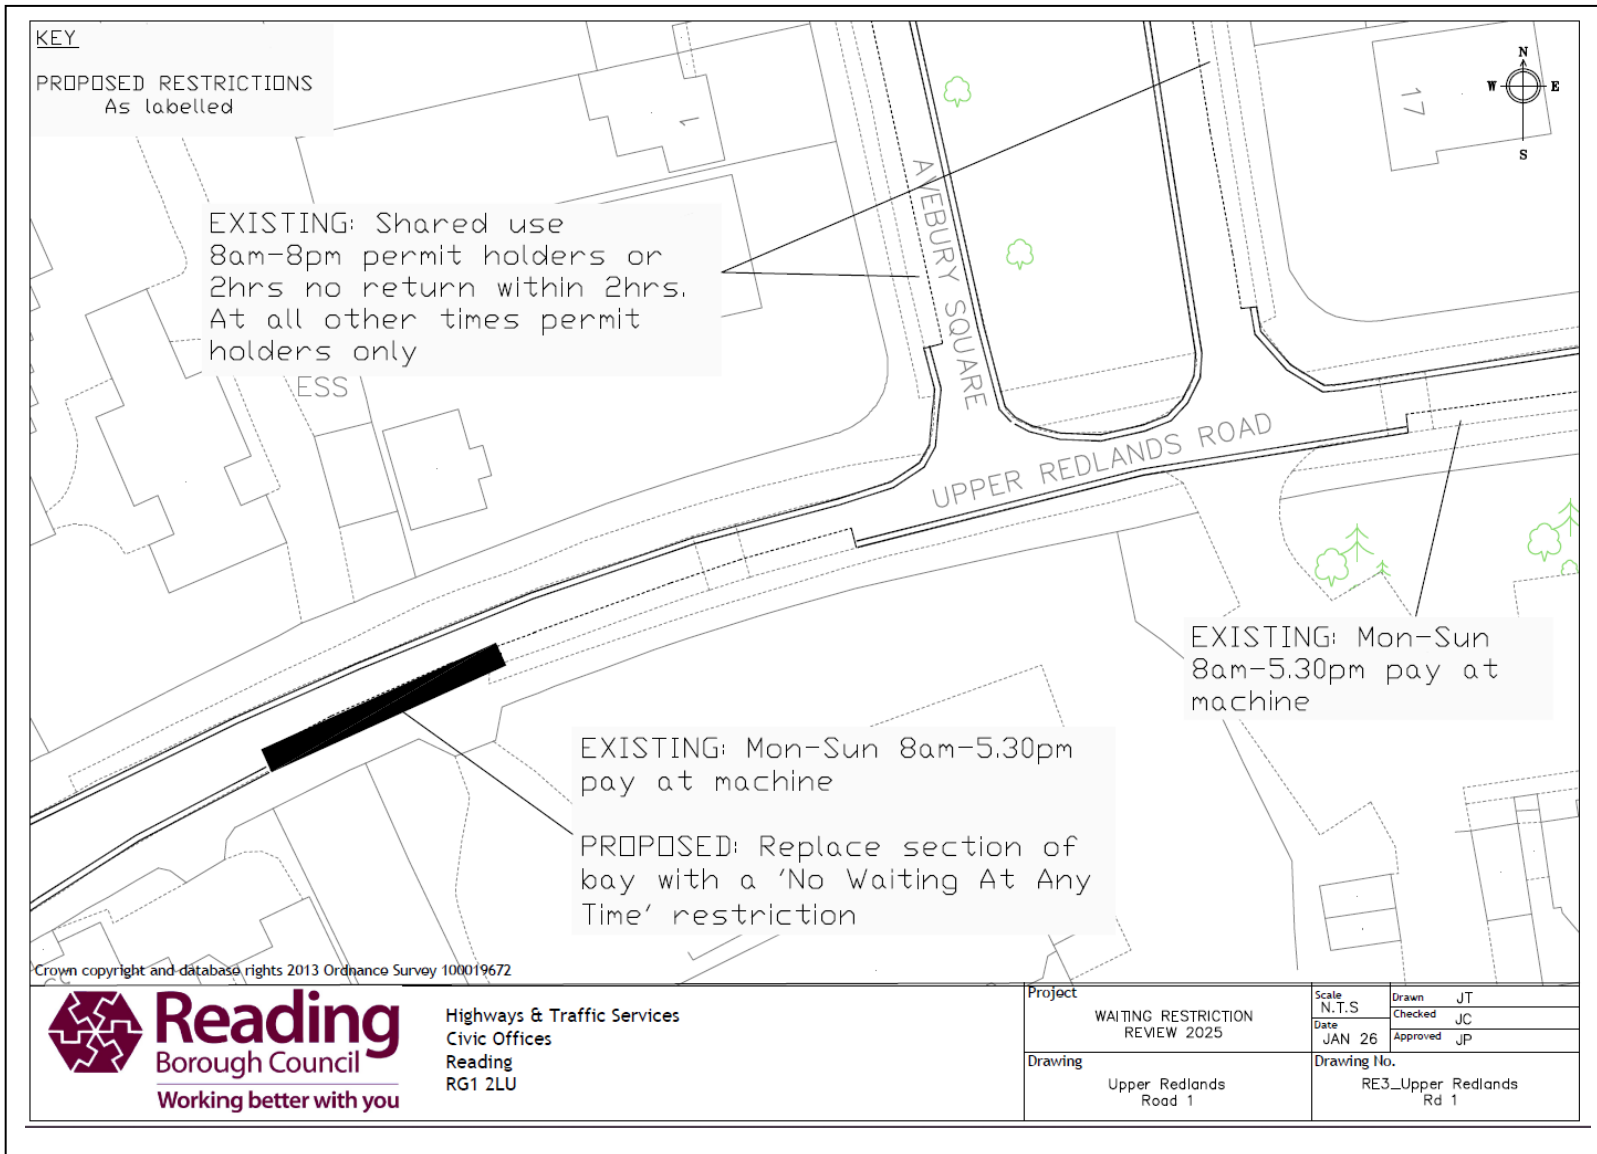 KEY
PROPOSED RESTRICTIONS
As labelled
N
W
E
S
1
17
AVEBURY SQUARE
EXISTING: Shared use
8am-8pm permit holders or
2hrs no return within 2hrs.
At all other times permit
holders only
ESS
UPPER REDLANDS ROAD
EXISTING: Mon-Sun
8am-5.30pm pay at
machine
EXISTING: Mon-Sun 8am-5.30pm
pay at machine
PROPOSED: Replace section of
bay with a 'No Waiting At Any
Time' restriction
Crown copyright and database rights 2013 Ordnance Survey 100019672
Reading
Borough Council
Working better with you
Highways & Traffic Services
Civic Offices
Reading
RG1 2LU
Project
WAITING RESTRICTION
REVIEW 2025
Scale
N.T.S
Date
JAN 26
Drawn JT
Checked JC
Approved JP
Drawing
Upper Redlands
Road 1
Drawing No.
RE3_Upper Redlands
Rd 1